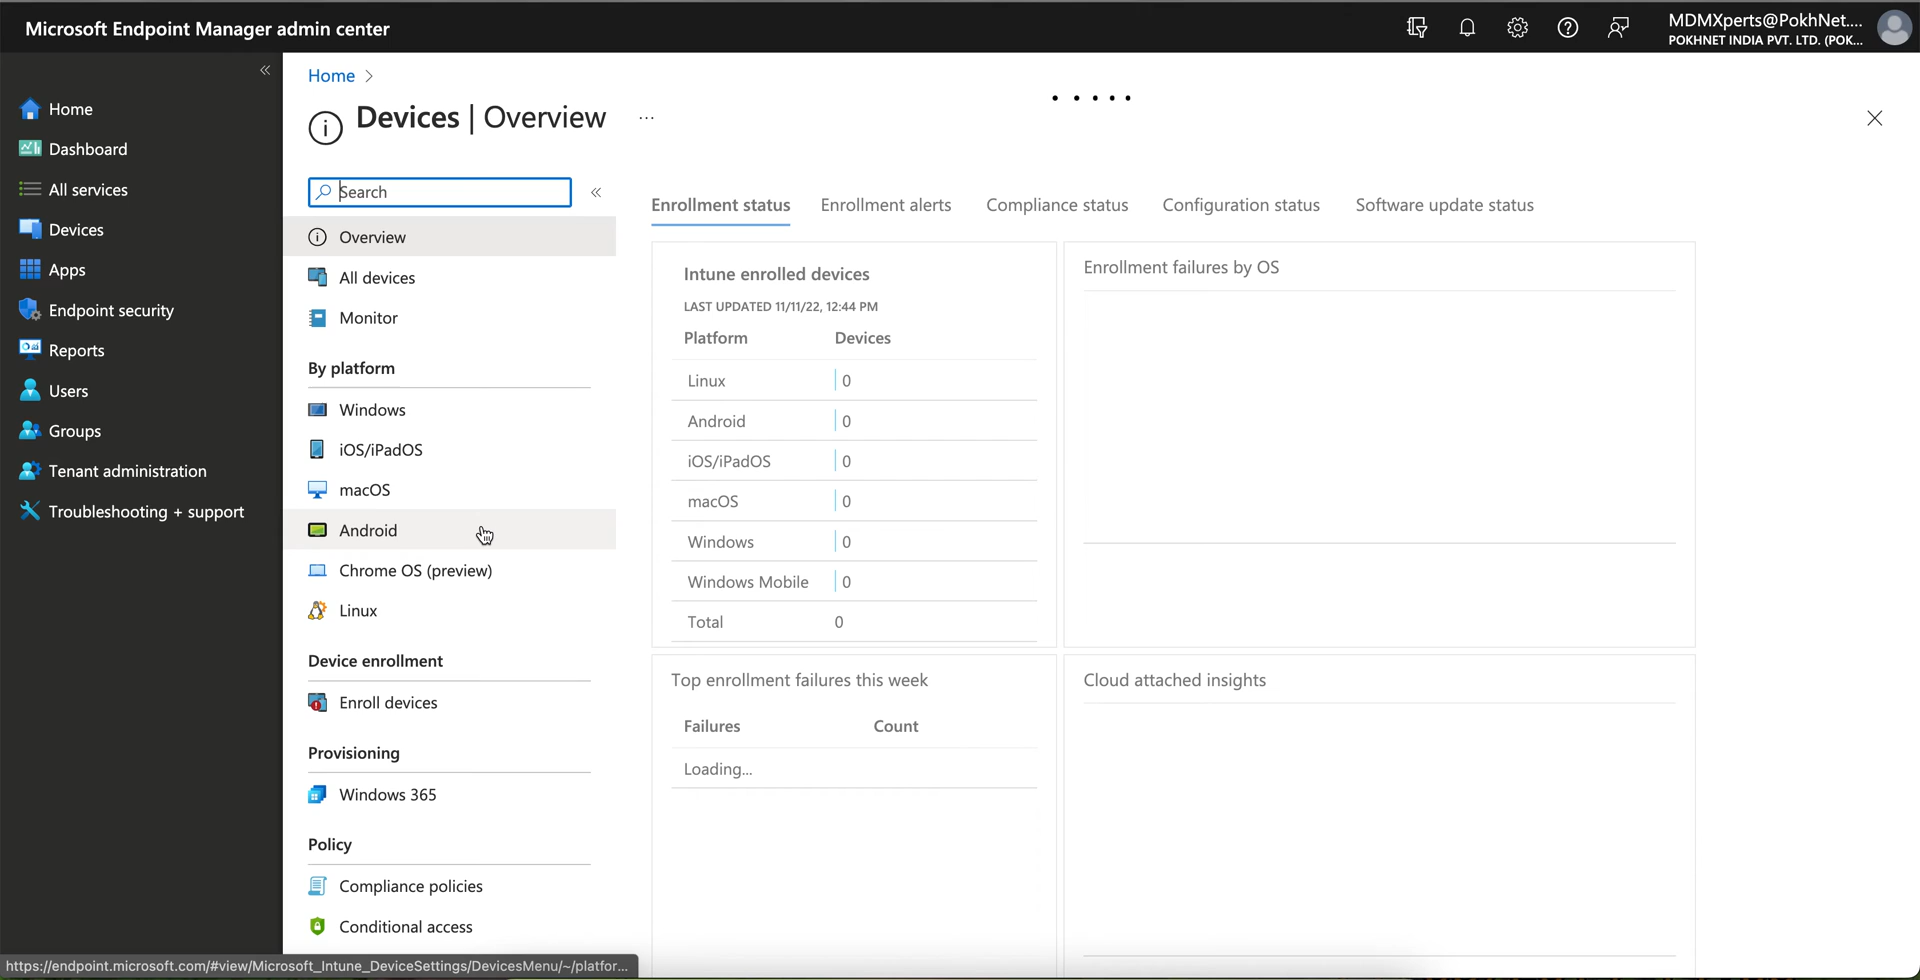 Microsoft Endpoint Manager admin center
MDMXperts@PokhNet....
POKHNET INDIA PVT. LTD. (POK...
Home
Dashboard
All services
Devices
Apps
Endpoint security
Reports
Users
Groups
Tenant administration
Troubleshooting + support
Home >
Devices | Overview ...
Search
Overview
All devices
Monitor
By platform
Windows
iOS/iPadOS
macOS
Android
Chrome OS (preview)
Linux
Device enrollment
Enroll devices
Provisioning
Windows 365
Policy
Compliance policies
Conditional access
Enrollment status Enrollment alerts Compliance status Configuration status Software update status
Intune enrolled devices
LAST UPDATED 11/11/22, 12:44 PM
Platform Devices
Linux 0
Android 0
iOS/iPadOS 0
macOS 0
Windows 0
Windows Mobile 0
Total 0
Enrollment failures by OS
Top enrollment failures this week
Failures Count
Loading...
Cloud attached insights
https://endpoint.microsoft.com/#view/Microsoft_Intune_DeviceSettings/DevicesMenu/~/platfor...